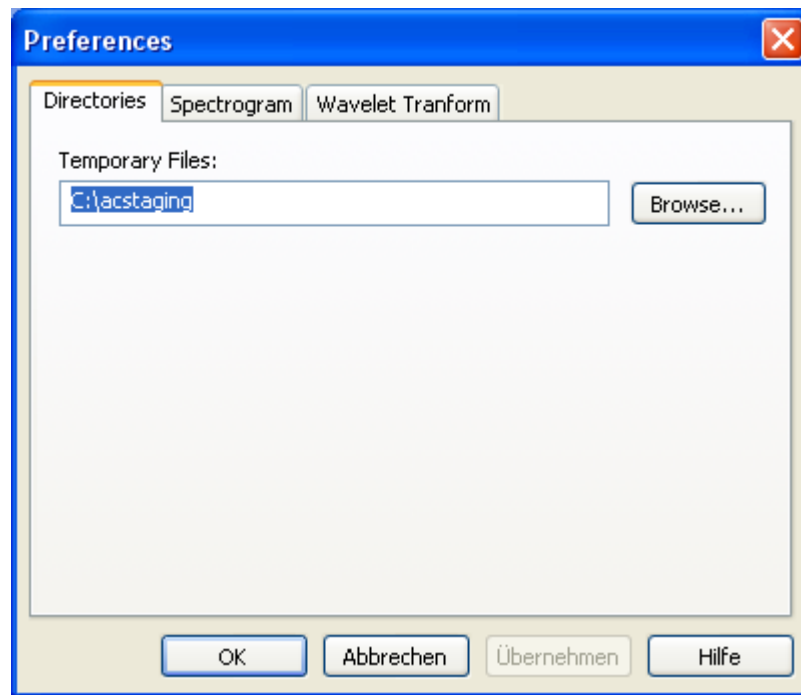 Preferences
Directories Spectrogram Wavelet Tranform
Temporary Files:
C:\acstaging Browse...
OK Abbrechen Übernehmen Hilfe